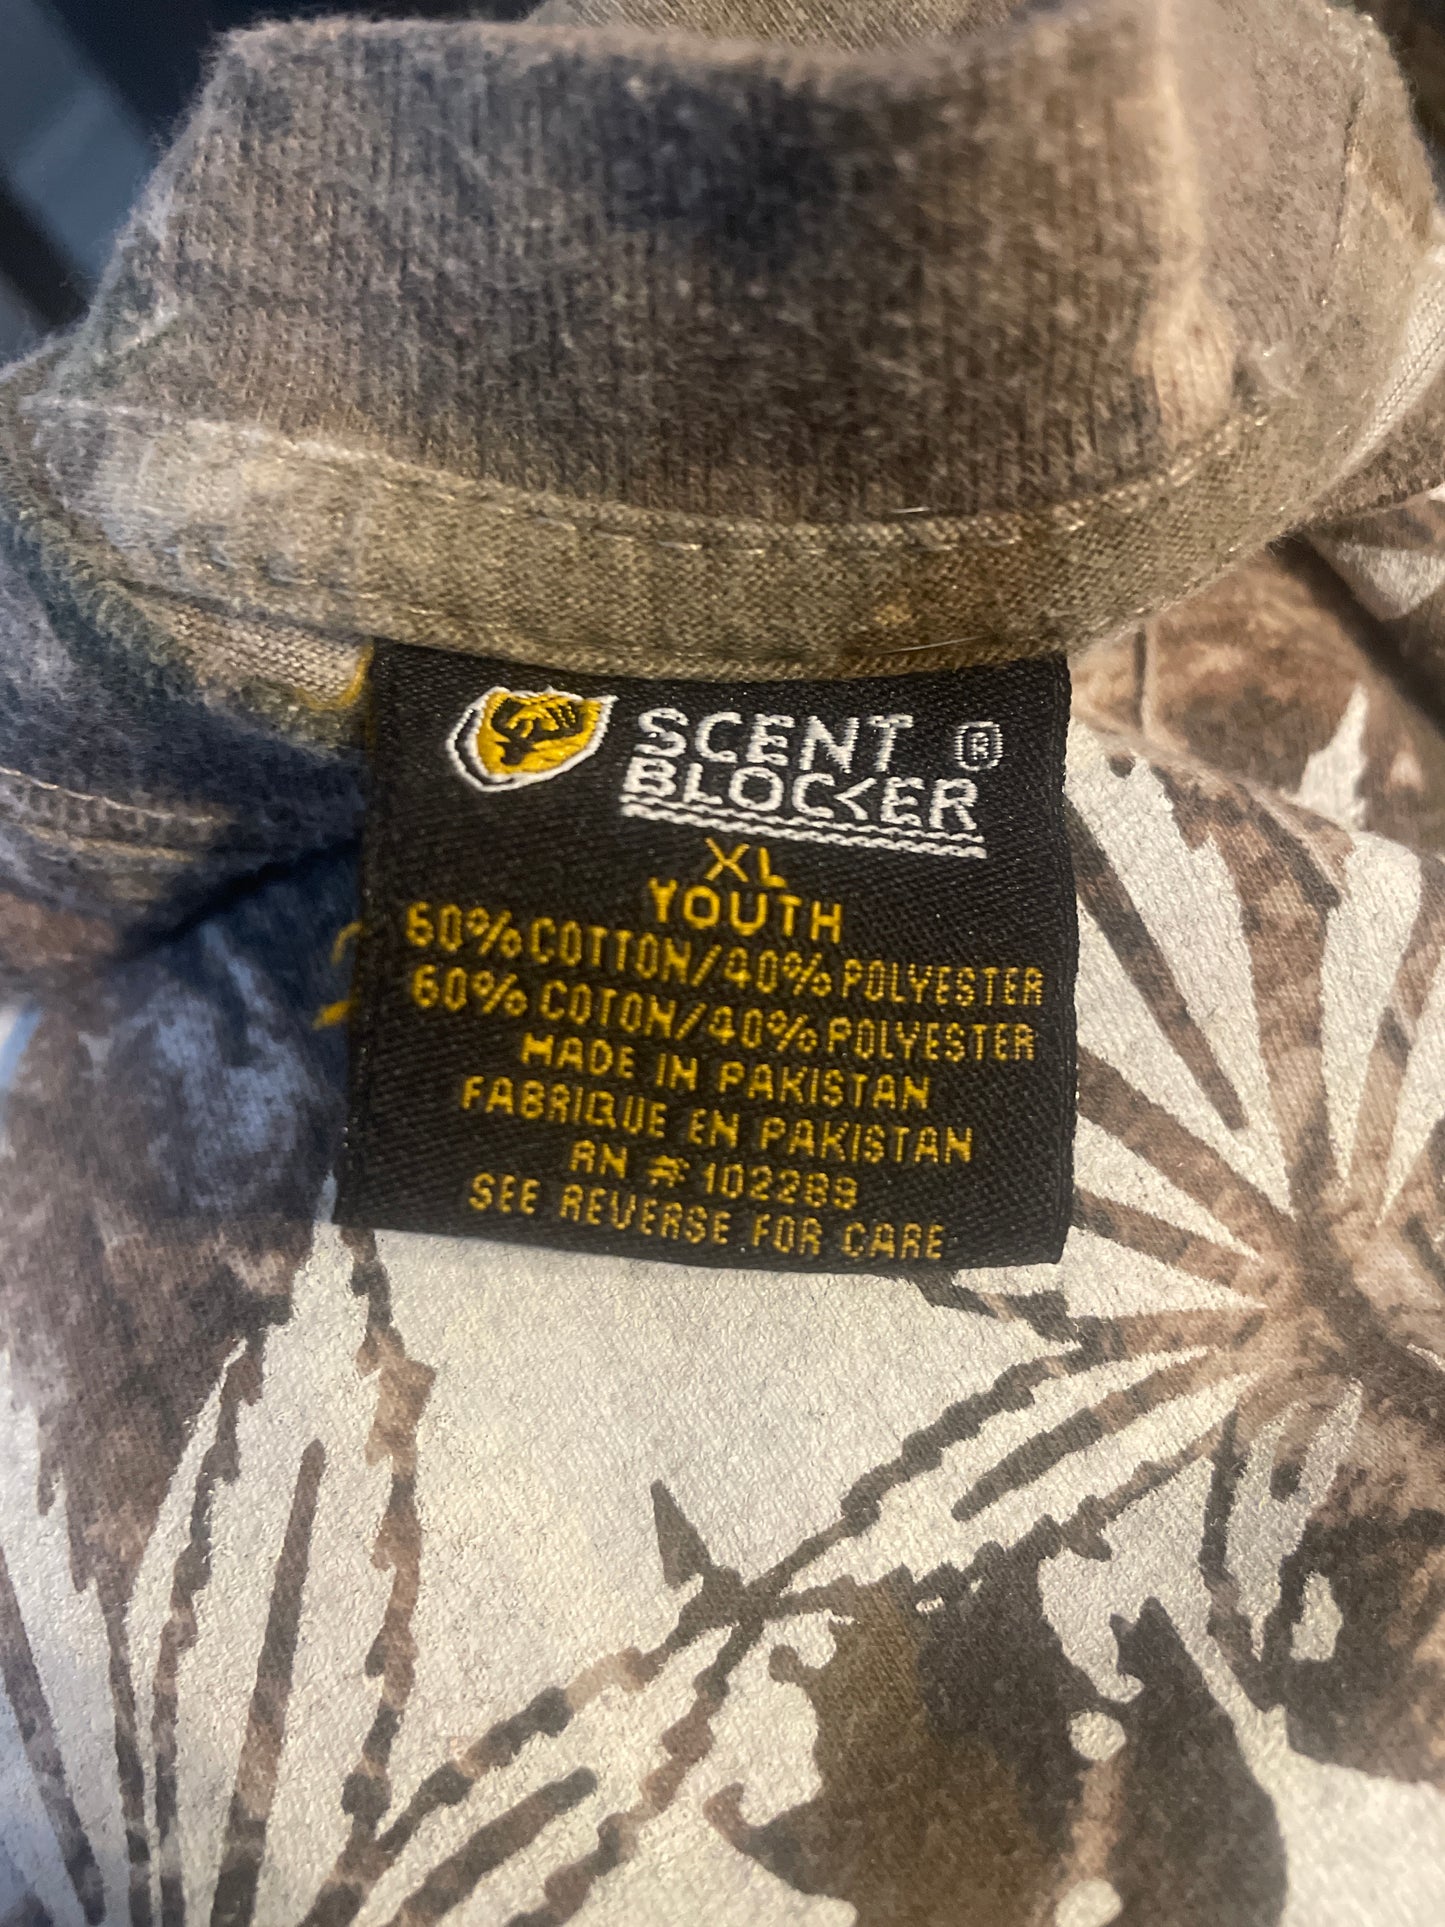 SCENT ®
BLOCKER
XL
YOUTH
60% COTTON/40% POLYESTER
60% COTON/40% POLYESTER
MADE IN PAKISTAN
FABRIQUE EN PAKISTAN
RN # 102289
SEE REVERSE FOR CARE